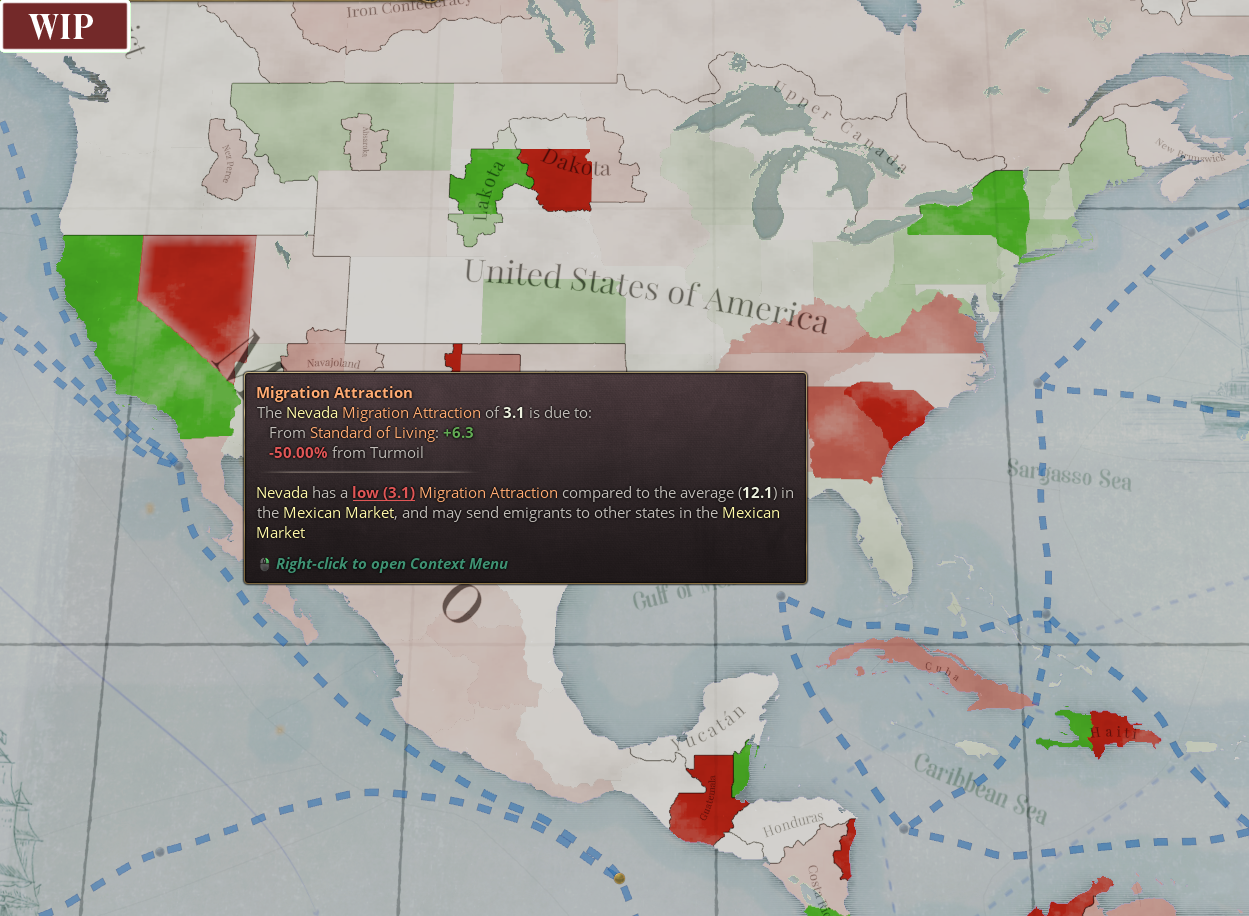 WIP
Iron Confederacy
Upper Canada
New Brunswick
Nez Perce
Lakota
Dakota
United States of America
Navajoland
Migration Attraction
The Nevada Migration Attraction of 3.1 is due to:
From Standard of Living: +6.3
-50.00% from Turmoil
Nevada has a low (3.1) Migration Attraction compared to the average (12.1) in
the Mexican Market, and may send emigrants to other states in the Mexican
Market
Right-click to open Context Menu
Sargasso Sea
Gulf of
O
Cuba
Yucatán
Haiti
Caribbean Sea
Guatemala
Honduras
Costa